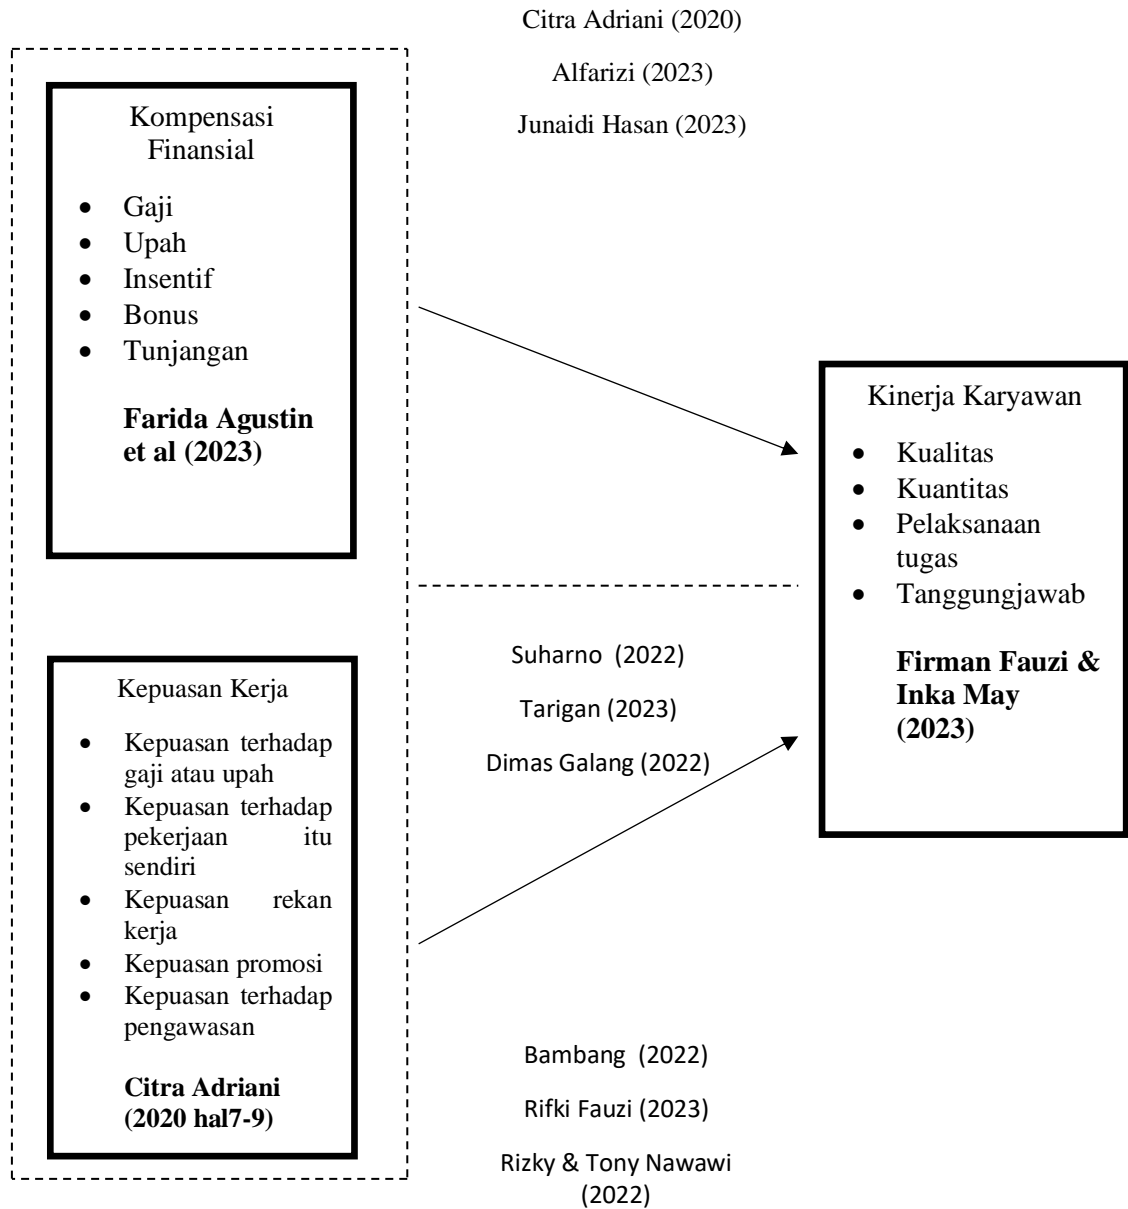 Citra Adriani (2020)
Alfarizi (2023)
Junaidi Hasan (2023)
Kompensasi
Finansial
• Gaji
• Upah
• Insentif
• Bonus
• Tunjangan
Farida Agustin
et al (2023)
Kinerja Karyawan
• Kualitas
• Kuantitas
• Pelaksanaan
tugas
• Tanggungjawab
Firman Fauzi &
Inka May
(2023)
Suharno (2022)
Tarigan (2023)
Dimas Galang (2022)
Kepuasan Kerja
• Kepuasan terhadap
gaji atau upah
• Kepuasan terhadap
pekerjaan itu
sendiri
• Kepuasan rekan
kerja
• Kepuasan promosi
• Kepuasan terhadap
pengawasan
Citra Adriani
(2020 hal7-9)
Bambang (2022)
Rifki Fauzi (2023)
Rizky & Tony Nawawi
(2022)